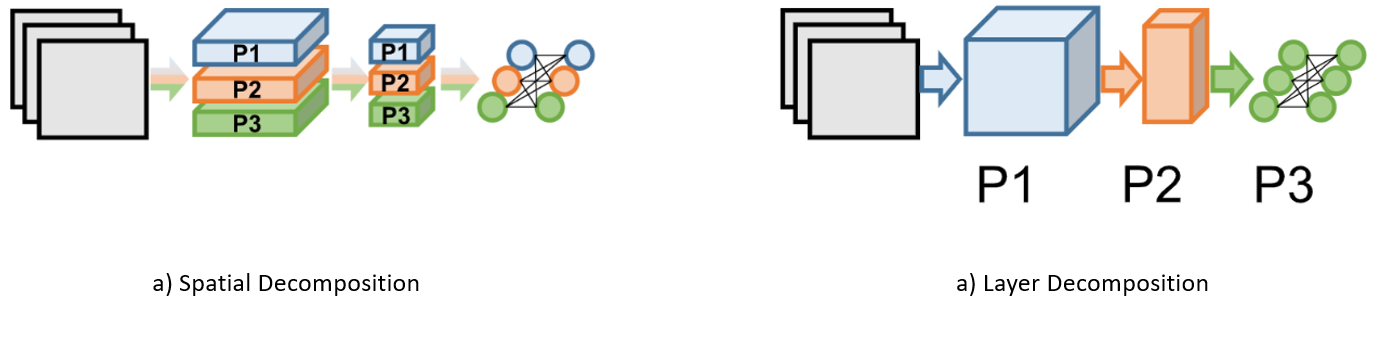 P1
P2
P3
P1
P2
P3
a) Spatial Decomposition
P1 P2 P3
a) Layer Decomposition